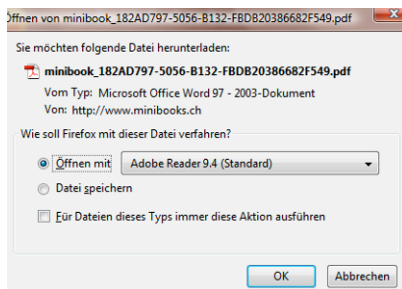 Öffnen von minibook_182AD797-5056-B132-FBDB20386682F549.pdf
Sie möchten folgende Datei herunterladen:
minibook_182AD797-5056-B132-FBDB20386682F549.pdf
Vom Typ: Microsoft Office Word 97 - 2003-Dokument
Von: http://www.minibooks.ch
Wie soll Firefox mit dieser Datei verfahren?
Öffnen mit Adobe Reader 9.4 (Standard)
Datei speichern
Für Dateien dieses Typs immer diese Aktion ausführen
OK Abbrechen